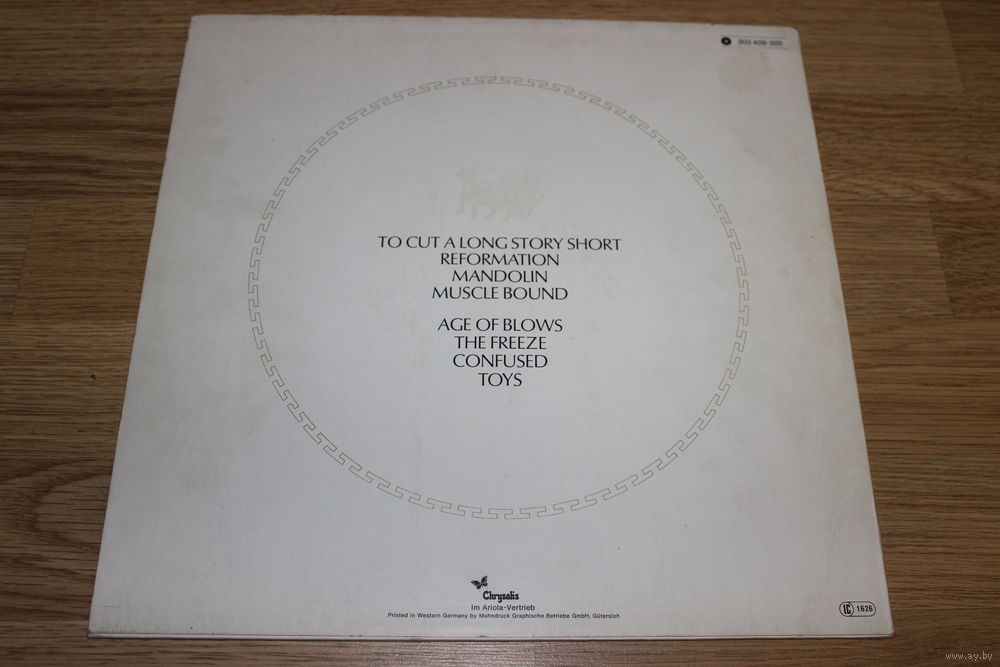 203 428-320
TO CUT A LONG STORY SHORT
REFORMATION
MANDOLIN
MUSCLE BOUND
AGE OF BLOWS
THE FREEZE
CONFUSED
TOYS
Chrysalis
Im Ariola-Vertrieb
Printed in Western Germany by Mohndruck Graphische Betriebe GmbH, Gütersloh
LC 1626
www.ay.by